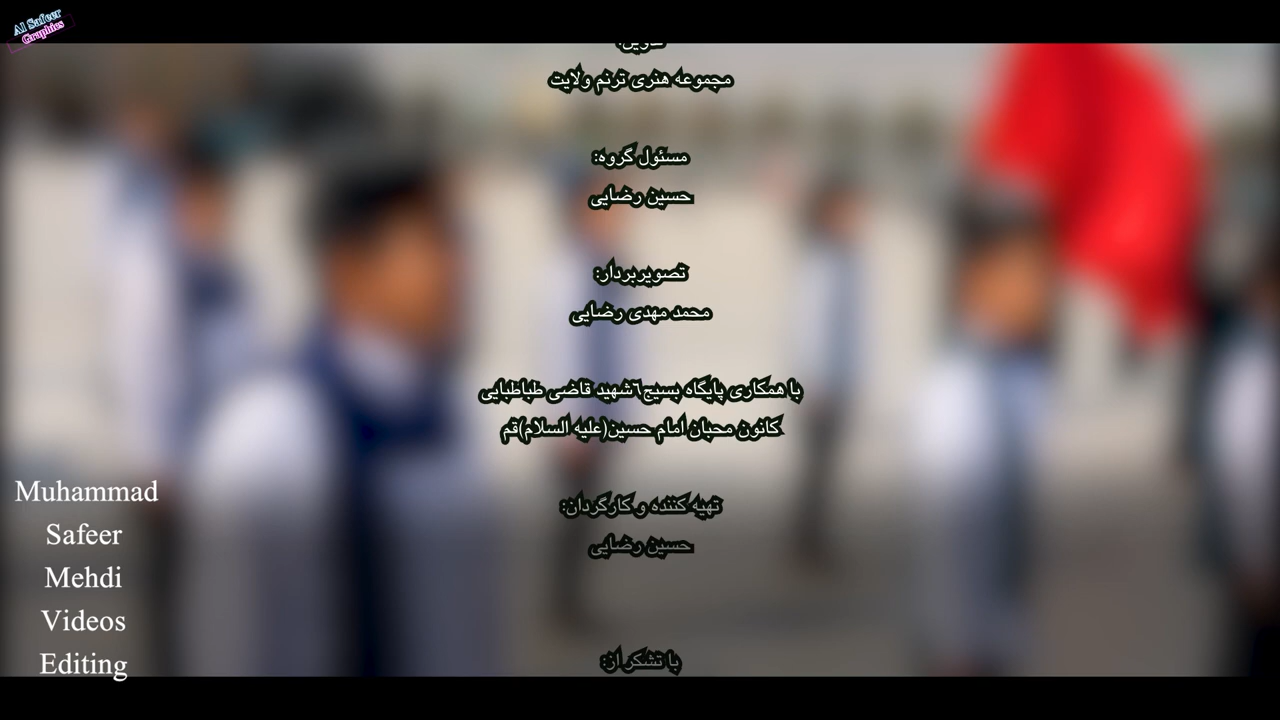 Al Safeer
Graphics
مجموعه هنری ترنم ولایت
مسئول گروه:
حسین رضایی
تصویربردار:
محمد مهدی رضایی
با همکاری پایگاه بسیج٦شهید قاضی طباطبایی
کانون محبان امام حسین(علیه السلام)قم
تهیه کننده و کارگردان:
حسین رضایی
با تشکر از:
Muhammad
Safeer
Mehdi
Videos
Editing